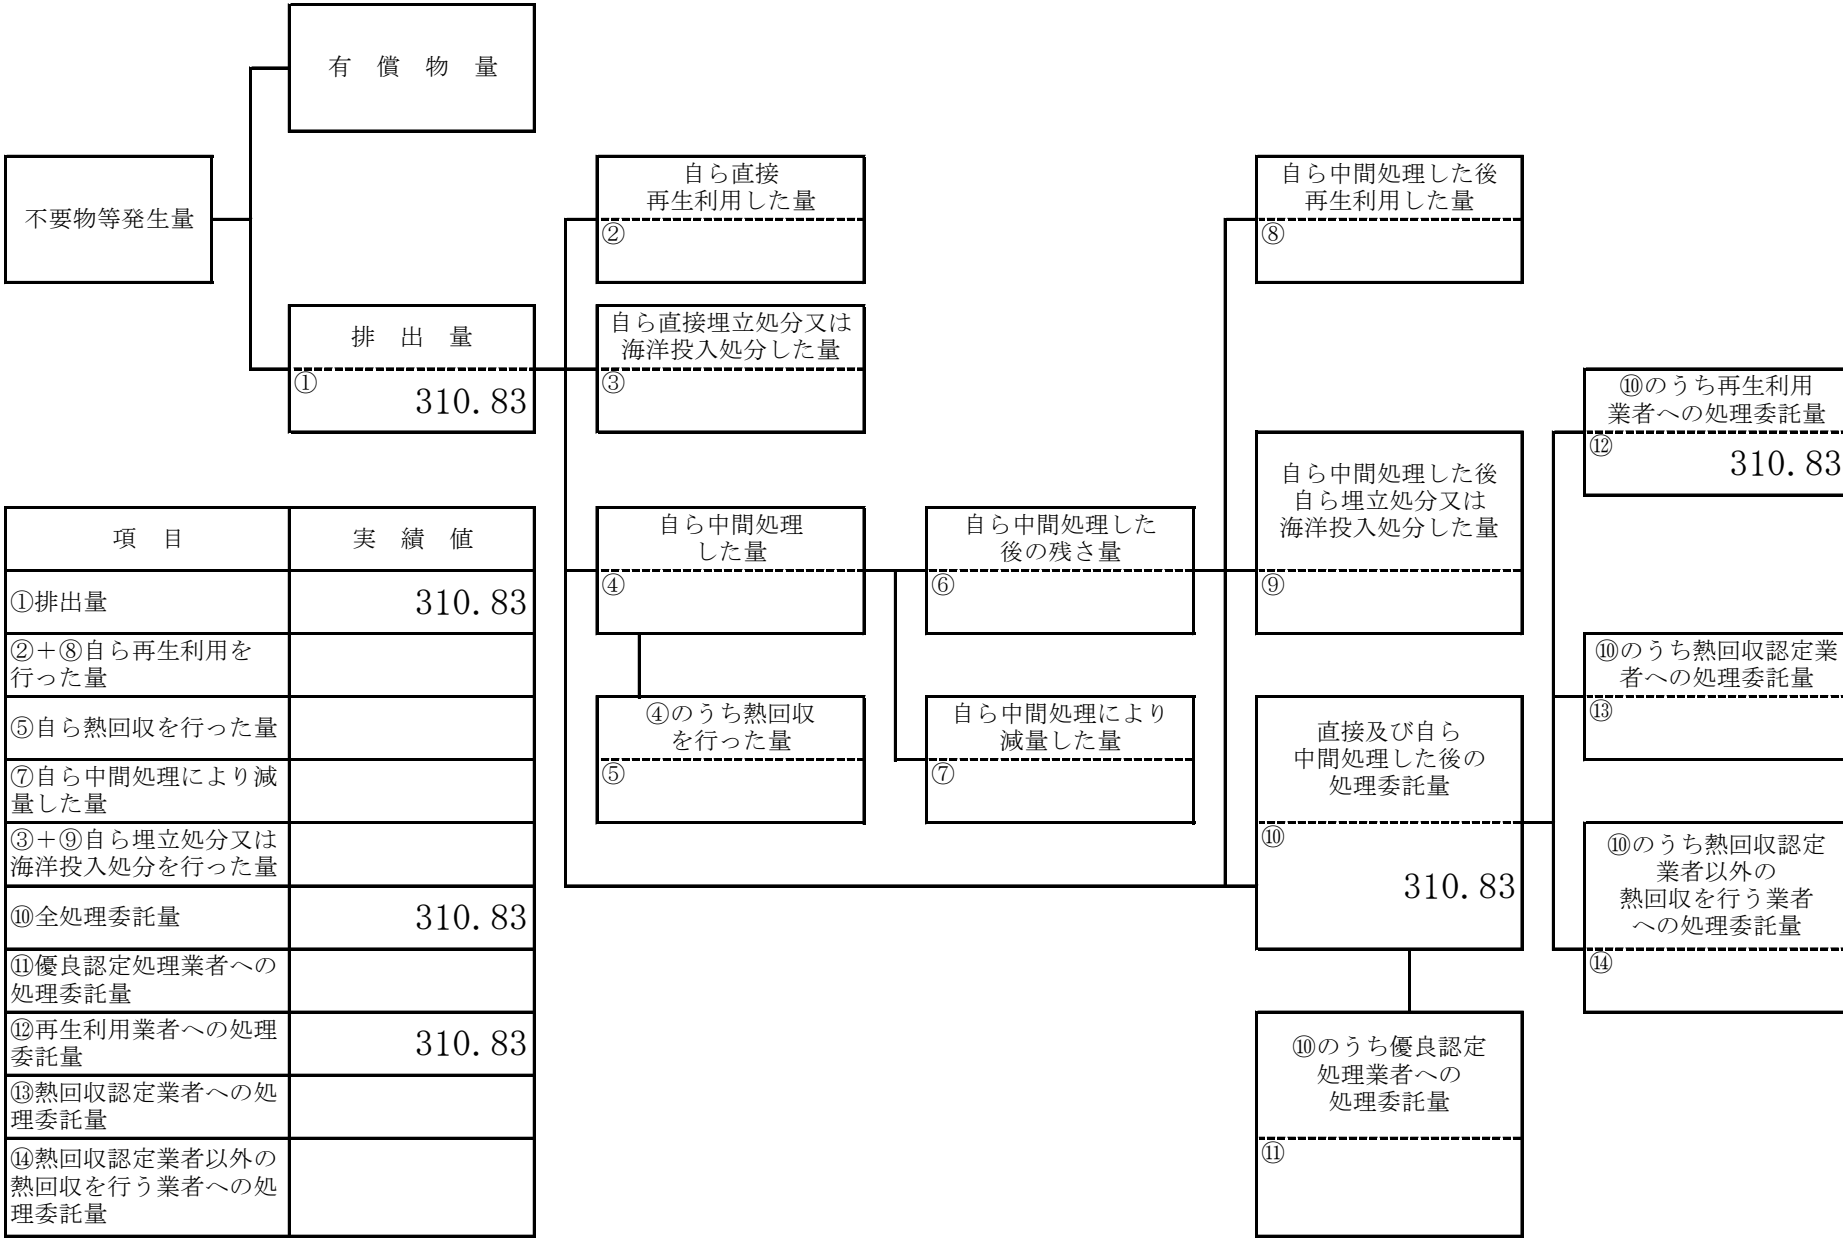 有 償 物 量
不要物等発生量
排 出 量
①
310.83
自ら直接
再生利用した量
②
自ら直接埋立処分又は
海洋投入処分した量
③
自ら中間処理
した量
④
④のうち熱回収
を行った量
⑤
自ら中間処理した
後の残さ量
⑥
自ら中間処理により
減量した量
⑦
自ら中間処理した後
再生利用した量
⑧
自ら中間処理した後
自ら埋立処分又は
海洋投入処分した量
⑨
直接及び自ら
中間処理した後の
処理委託量
⑩
310.83
⑩のうち優良認定
処理業者への
処理委託量
⑪
⑩のうち再生利用
業者への処理委託量
⑫
310.83
⑩のうち熱回収認定業
者への処理委託量
⑬
⑩のうち熱回収認定
業者以外の
熱回収を行う業者
への処理委託量
⑭
項 目 実 績 値
①排出量 310.83
②＋⑧自ら再生利用を
行った量
⑤自ら熱回収を行った量
⑦自ら中間処理により減
量した量
③＋⑨自ら埋立処分又は
海洋投入処分を行った量
⑩全処理委託量 310.83
⑪優良認定処理業者への
処理委託量
⑫再生利用業者への処理
委託量 310.83
⑬熱回収認定業者への処
理委託量
⑭熱回収認定業者以外の
熱回収を行う業者への処
理委託量